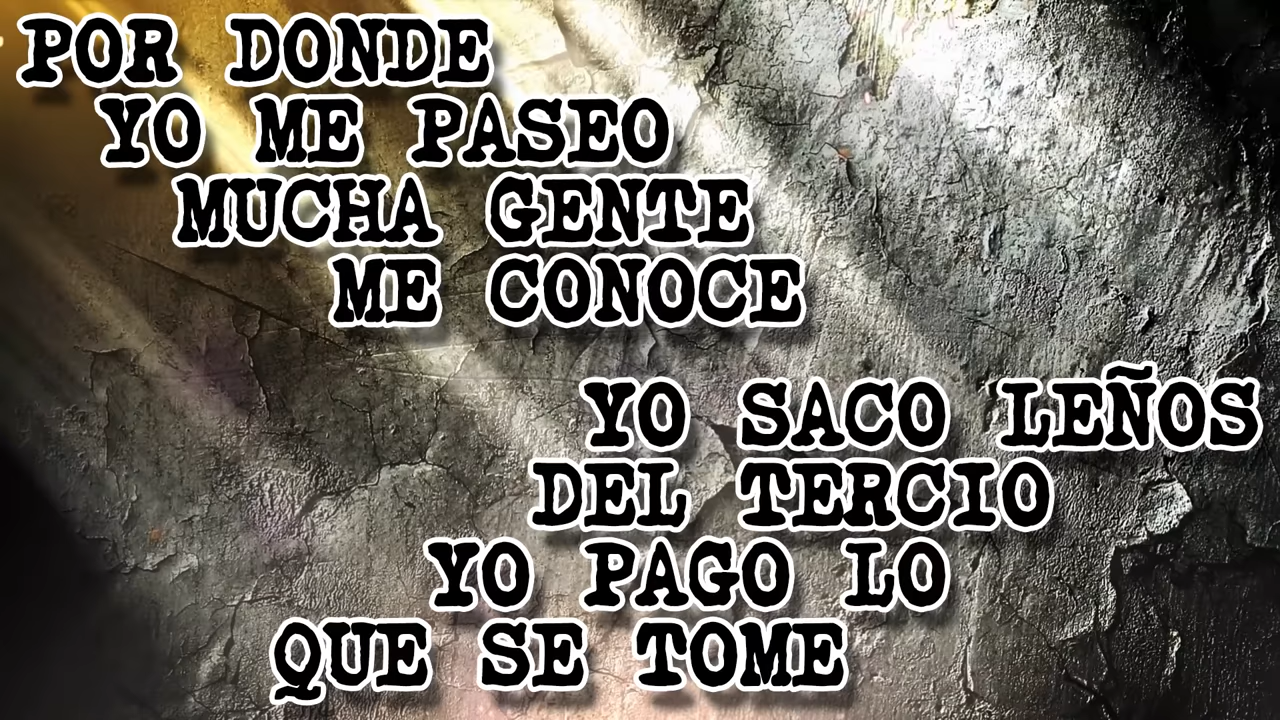 POR DONDE
YO ME PASEO
MUCHA GENTE
ME CONOCE
YO SACO LEÑOS
DEL TERCIO
YO PAGO LO
QUE SE TOME